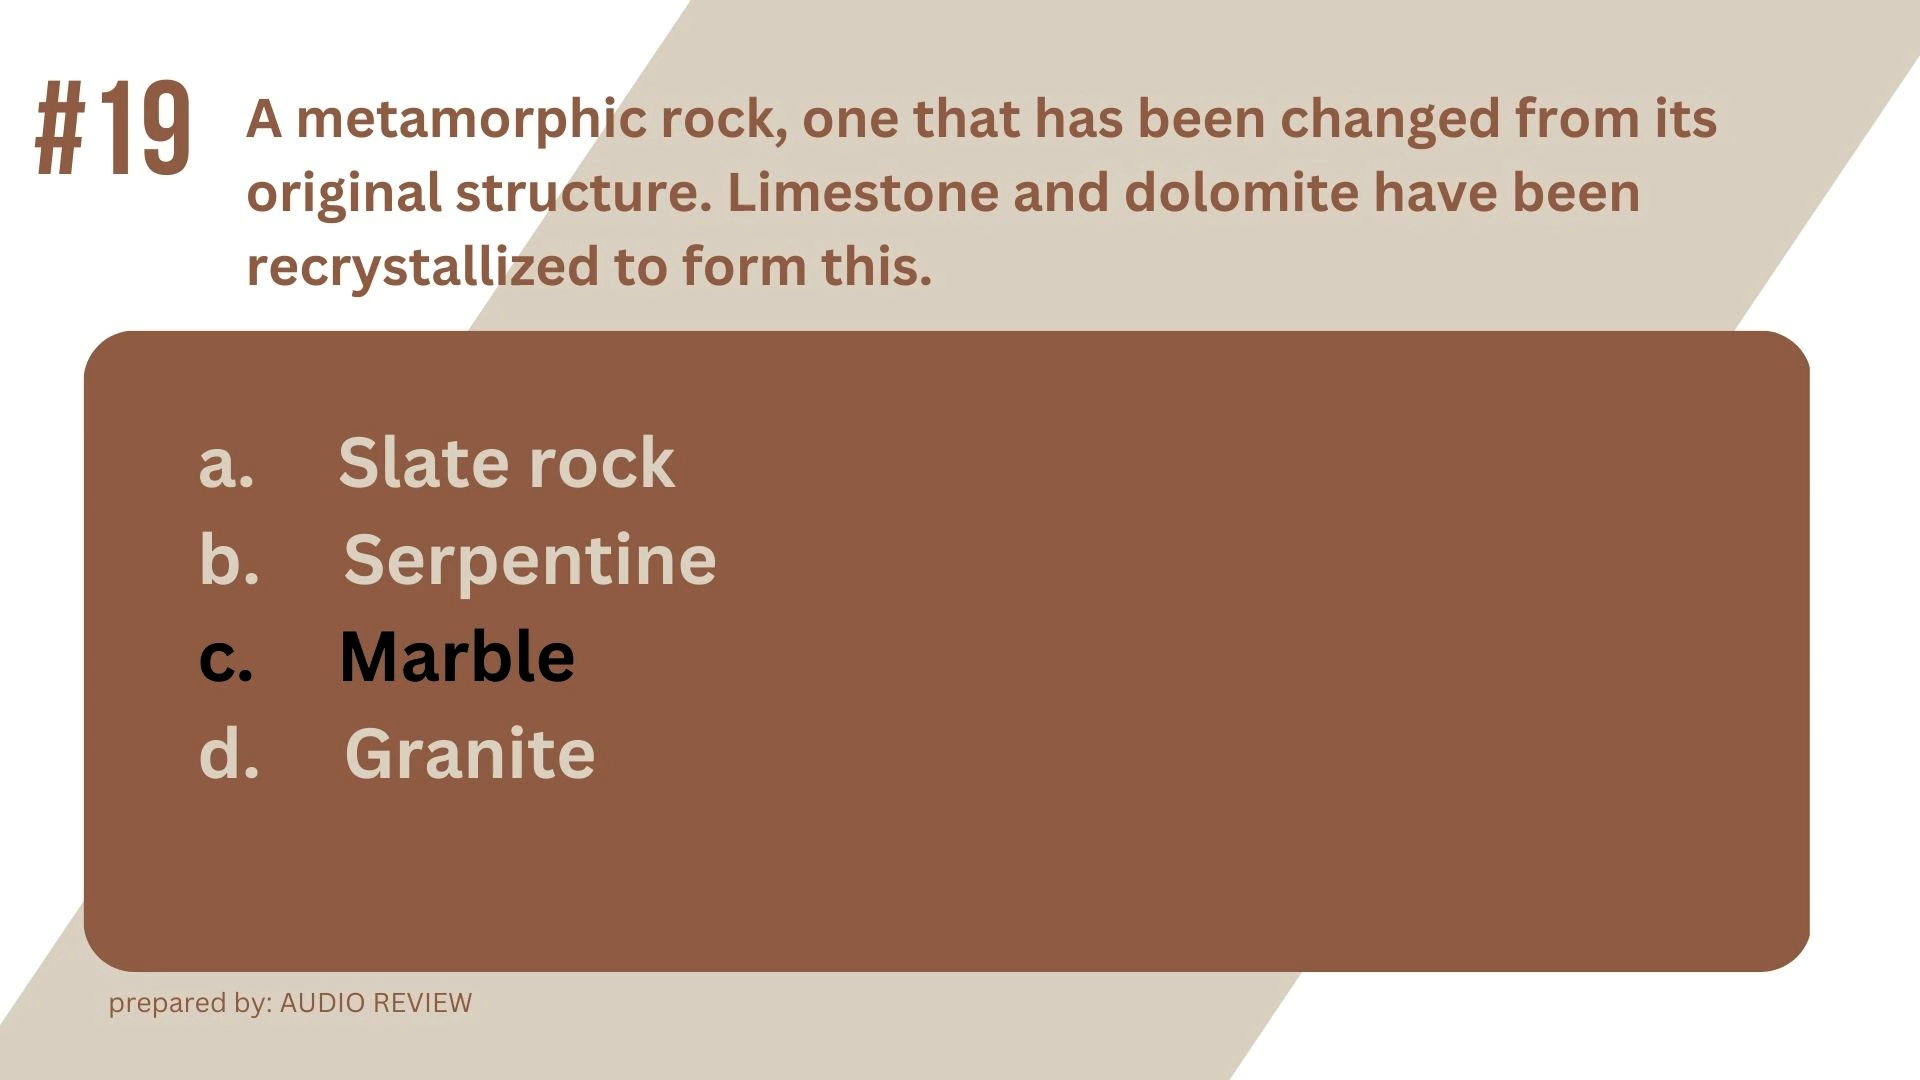 #19
A metamorphic rock, one that has been changed from its
original structure. Limestone and dolomite have been
recrystallized to form this.
a. Slate rock
b. Serpentine
c. Marble
d. Granite
prepared by: AUDIO REVIEW